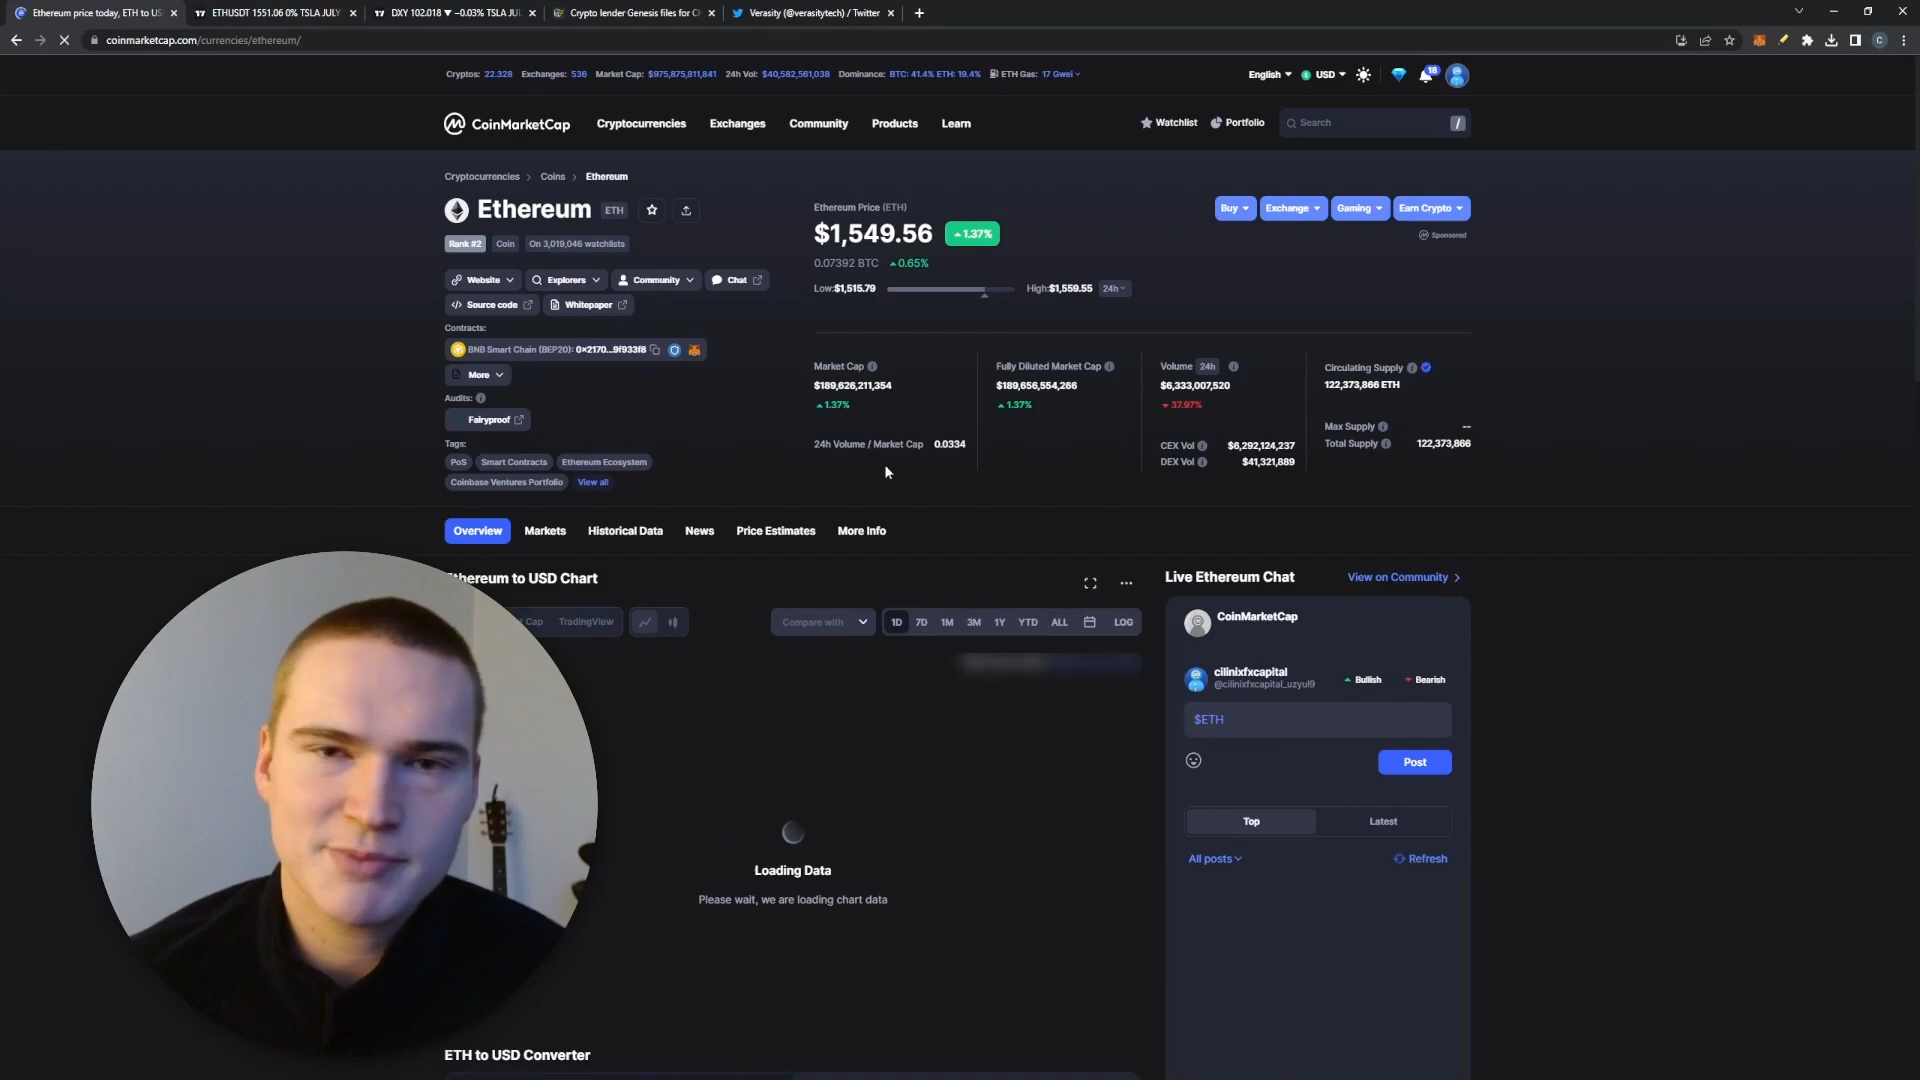 Ethereum price today, ETH to US
ETHUSDT 1551.06 0% TSLA JULY
DXY 102.018 ▼ −0.03% TSLA JUL
Crypto lender Genesis files for Ch
Verasity (@verasitytech) / Twitter
coinmarketcap.com/currencies/ethereum/
Cryptos: 22.328 Exchanges: 536 Market Cap: $975,875,811,841 24h Vol: $40,582,561,038 Dominance: BTC: 41.4% ETH: 19.4% ETH Gas: 17 Gwei
English USD 18
CoinMarketCap Cryptocurrencies Exchanges Community Products Learn
Watchlist Portfolio Search /
Cryptocurrencies > Coins > Ethereum
Ethereum ETH
Rank #2 Coin On 3,019,046 watchlists
Website Explorers Community Chat
Source code Whitepaper
Contracts:
BNB Smart Chain (BEP20): 0x2170...9f933f8
More
Audits:
Fairyproof
Tags:
PoS Smart Contracts Ethereum Ecosystem
Coinbase Ventures Portfolio View all
Ethereum Price (ETH)
$1,549.56 1.37%
0.07392 BTC 0.65%
Low:$1,515.79 High:$1,559.55 24h
Buy Exchange Gaming Earn Crypto
Sponsored
Market Cap
$189,626,211,354
1.37%
24h Volume / Market Cap 0.0334
Fully Diluted Market Cap
$189,656,554,266
1.37%
Volume 24h
$6,333,007,520
37.97%
CEX Vol $6,292,124,237
DEX Vol $41,321,889
Circulating Supply
122,373,866 ETH
Max Supply --
Total Supply 122,373,866
Overview Markets Historical Data News Price Estimates More Info
Ethereum to USD Chart
Cap TradingView
Compare with 1D 7D 1M 3M 1Y YTD ALL LOG
Loading Data
Please wait, we are loading chart data
ETH to USD Converter
Live Ethereum Chat View on Community >
CoinMarketCap
cilinixfxcapital
@cilinixfxcapital_uzyul9
Bullish Bearish
$ETH
Post
Top Latest
All posts Refresh